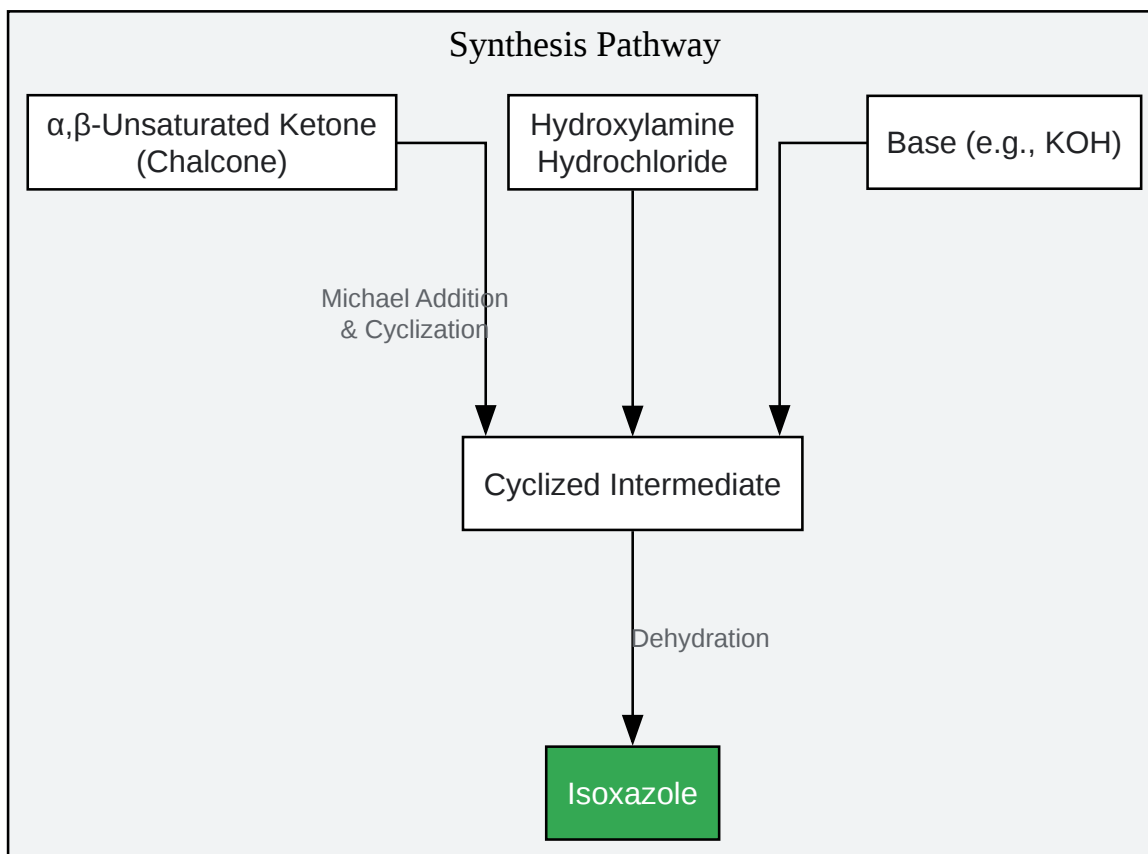 Synthesis Pathway
α,β-Unsaturated Ketone
(Chalcone)
Hydroxylamine
Hydrochloride
Base (e.g., KOH)
Michael Addition
& Cyclization
Cyclized Intermediate
Dehydration
Isoxazole